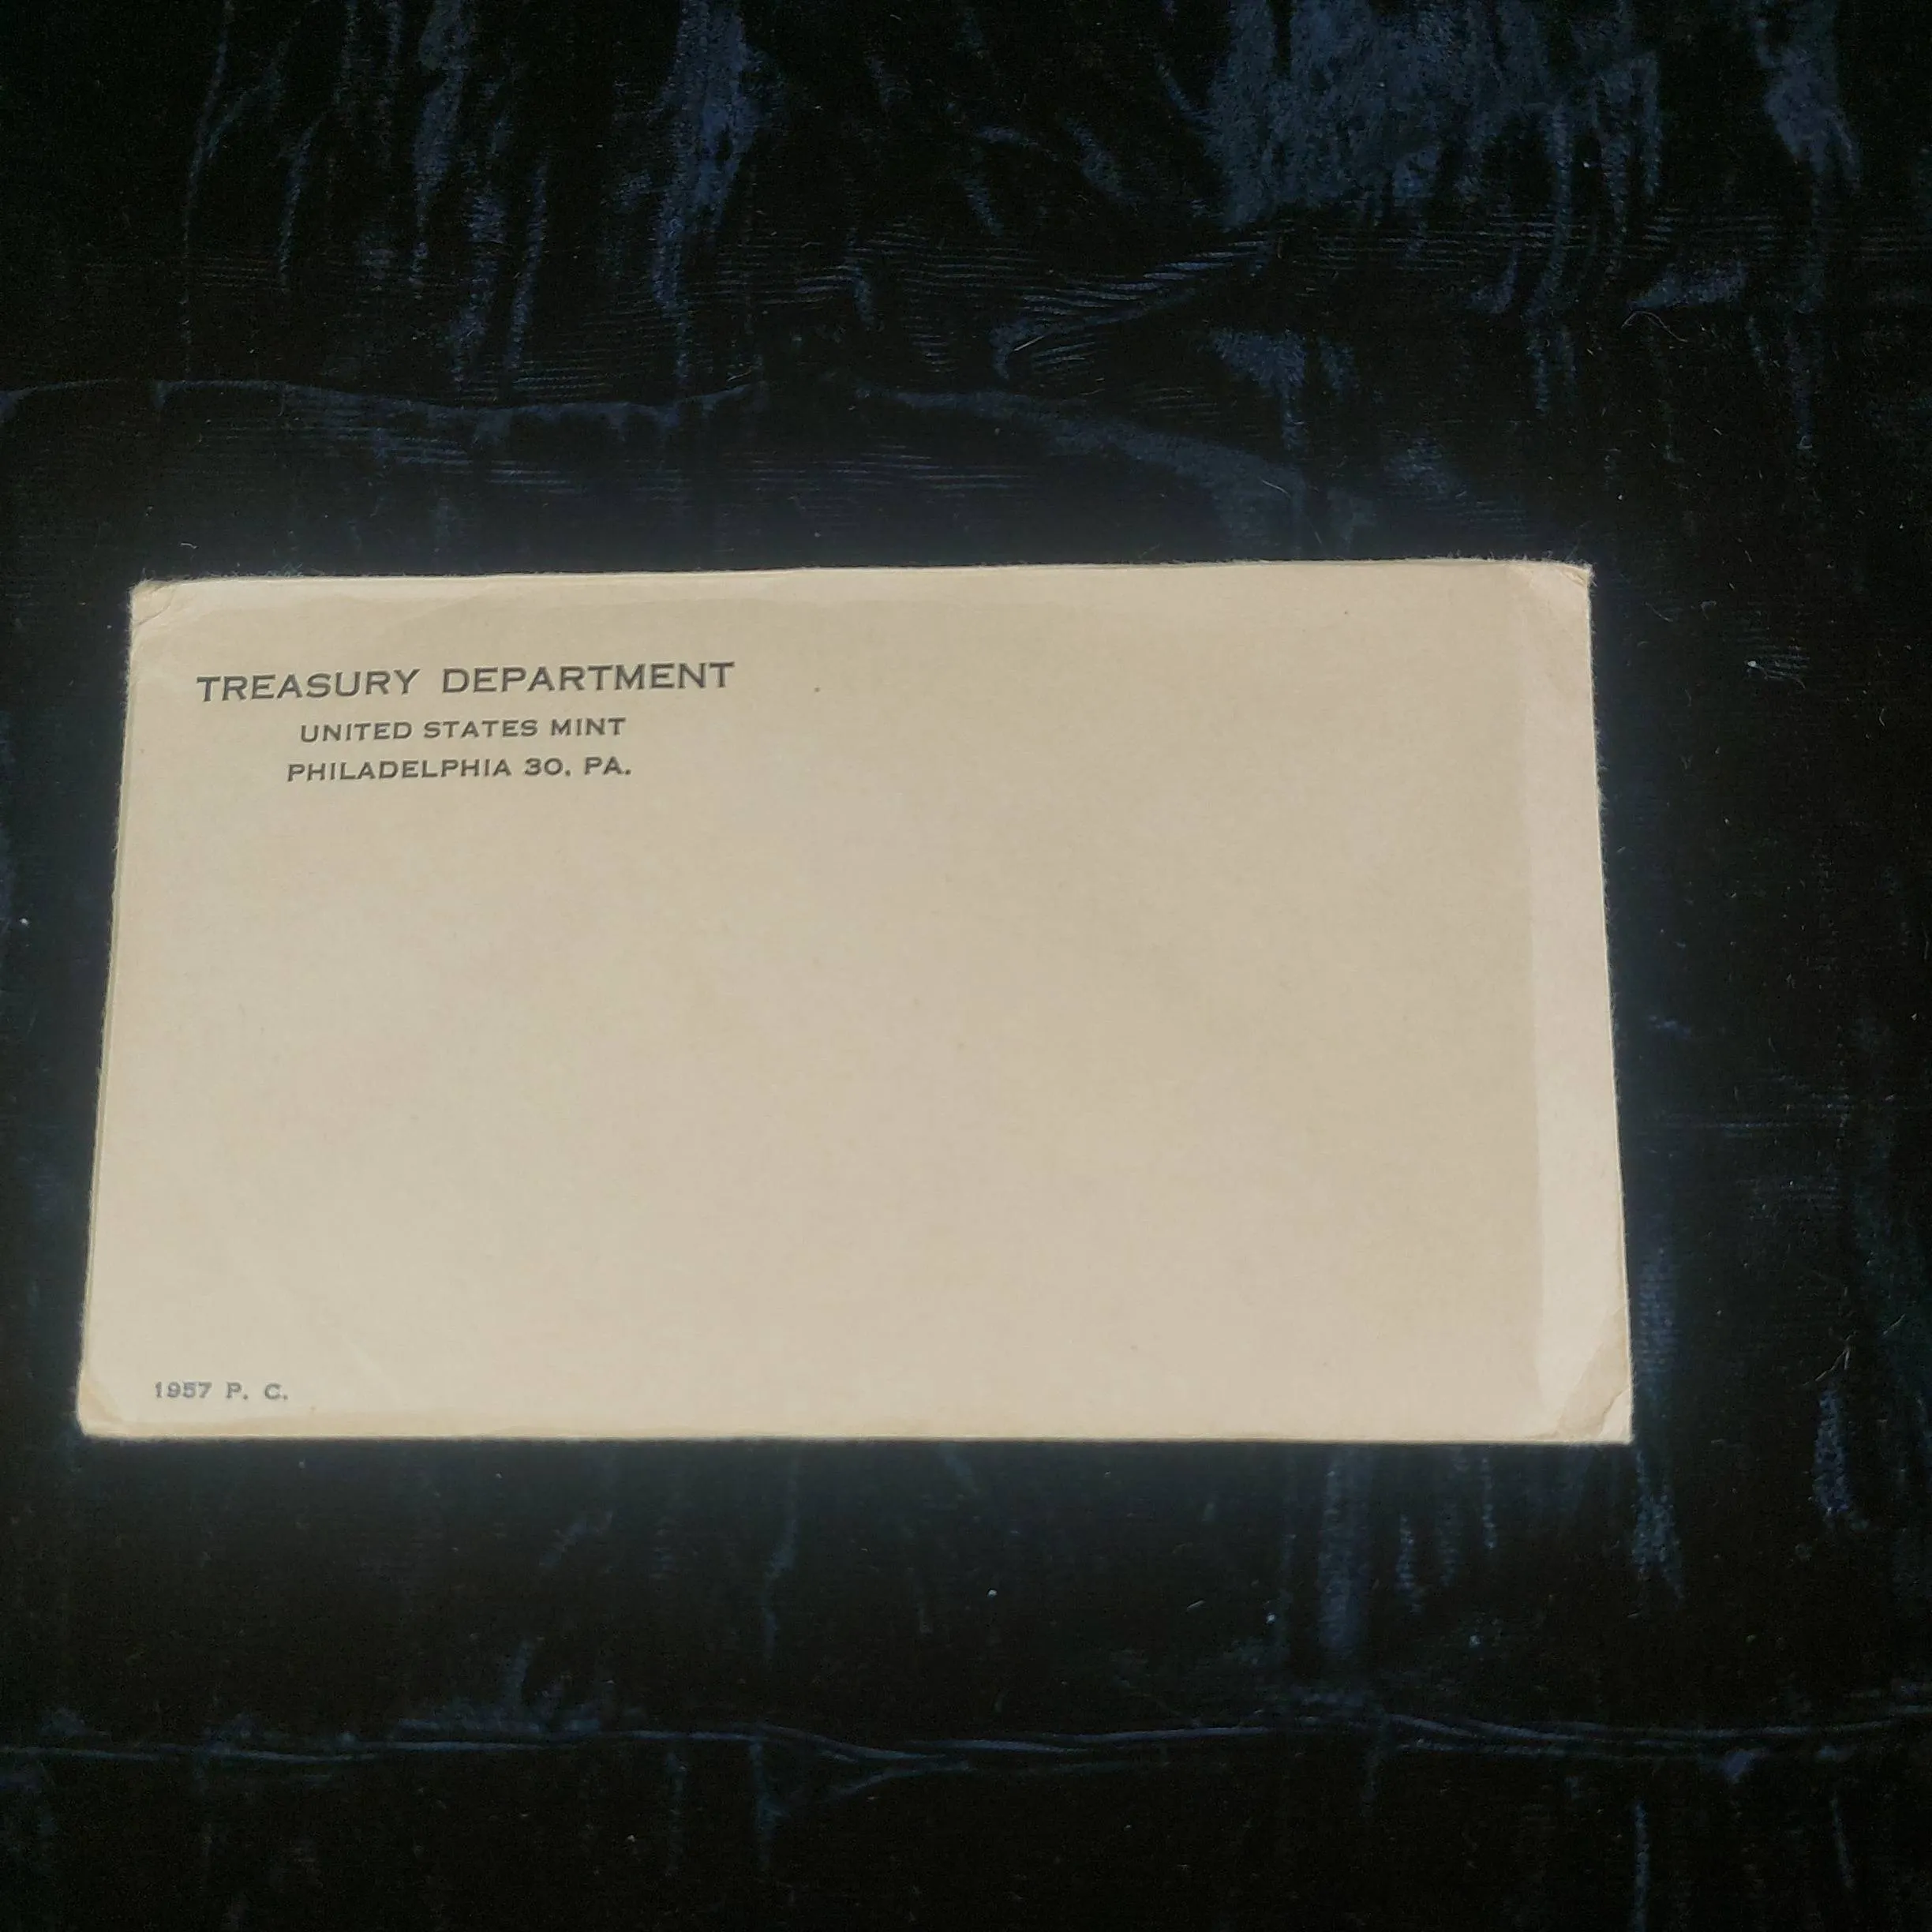 TREASURY DEPARTMENT
UNITED STATES MINT
PHILADELPHIA 30, PA.
1957 P. C.